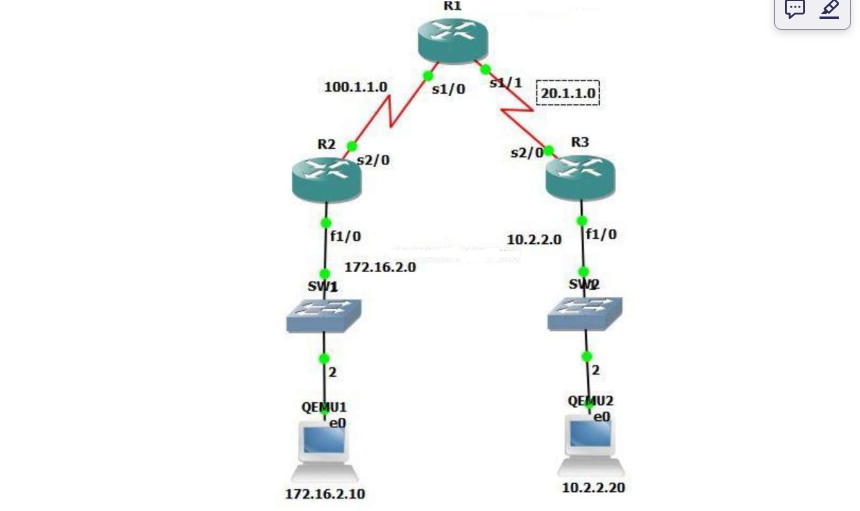 R1
100.1.1.0
s1/0
s1/1
20.1.1.0
R2
s2/0
R3
s2/0
f1/0
172.16.2.0
10.2.2.0
f1/0
SW1
SW2
2
2
QEMU1
e0
QEMU2
e0
172.16.2.10
10.2.2.20